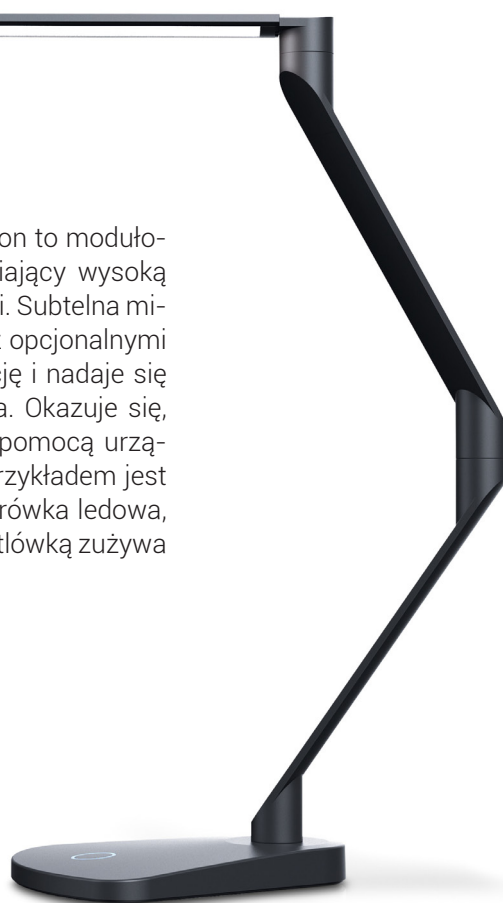 on to moduło-
iający wysoką
i. Subtelna mi-
z opcjonalnymi
cję i nadaje się
a. Okazuje się,
pomocą urzą-
rzykładem jest
rówka ledowa,
tlówką zużywa